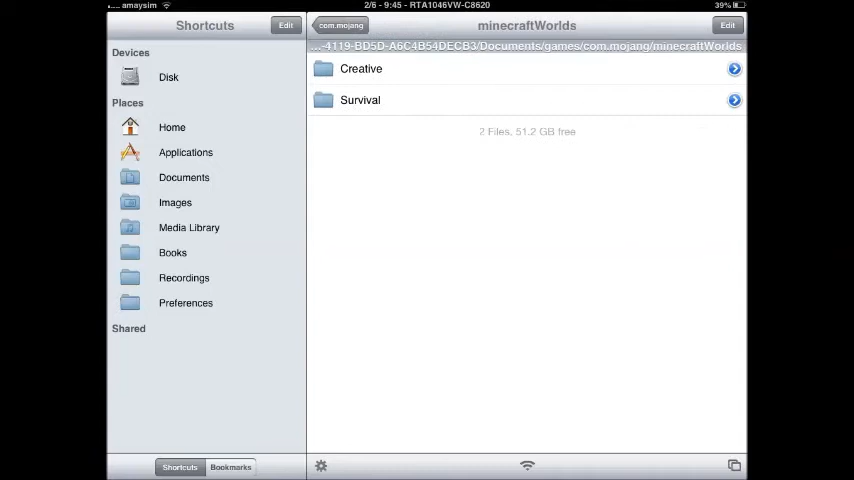 amaysim
2/6 - 9:45 - RTA1046VW-C8620
39%
Shortcuts
Edit
com.mojang
minecraftWorlds
Edit
...-4119-BD5D-A6C4B54DECB3/Documents/games/com.mojang/minecraftWorlds
Devices
Disk
Places
Home
Applications
Documents
Images
Media Library
Books
Recordings
Preferences
Shared
Creative
Survival
2 Files, 51.2 GB free
Shortcuts
Bookmarks